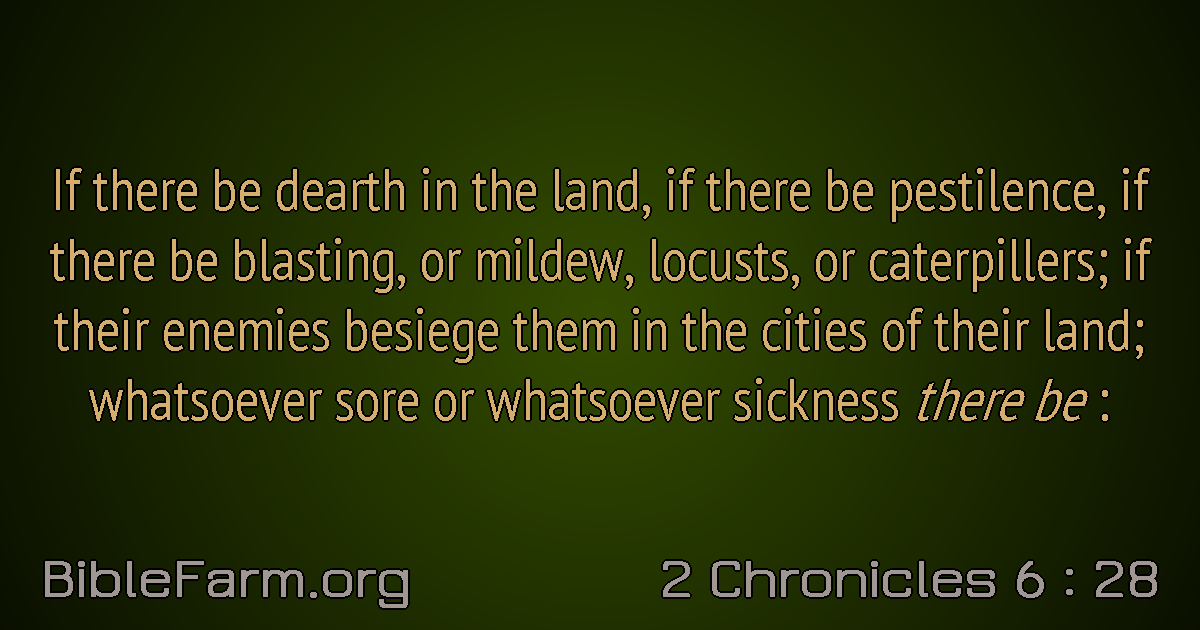 If there be dearth in the land, if there be pestilence, if
there be blasting, or mildew, locusts, or caterpillers; if
their enemies besiege them in the cities of their land;
whatsoever sore or whatsoever sickness there be :
BibleFarm.org
2 Chronicles 6 : 28